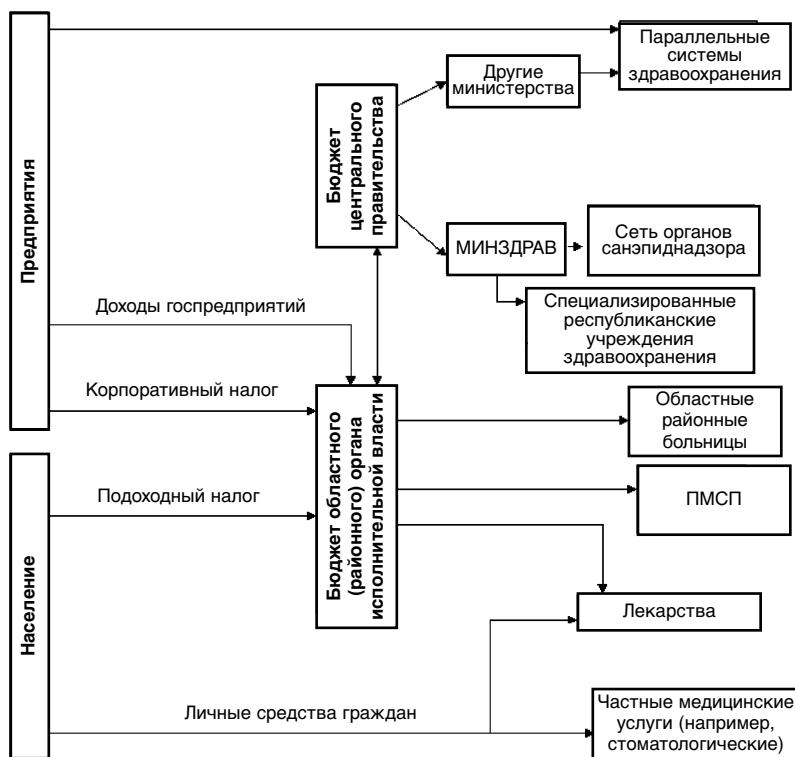 Параллельные
системы
здравоохранения
Другие
министерства
Предприятия
Бюджет
центрального
правительства
МИНЗДРАВ
Сеть органов
санэпиднадзора
Специализированные
республиканские
учреждения
здравоохранения
Доходы госпредприятий
Корпоративный налог
Областные
районные
больницы
Бюджет областного
(районного) органа
исполнительной власти
Население
Подоходный налог
ПМСП
Лекарства
Личные средства граждан
Частные медицинские
услуги (например,
стоматологические)